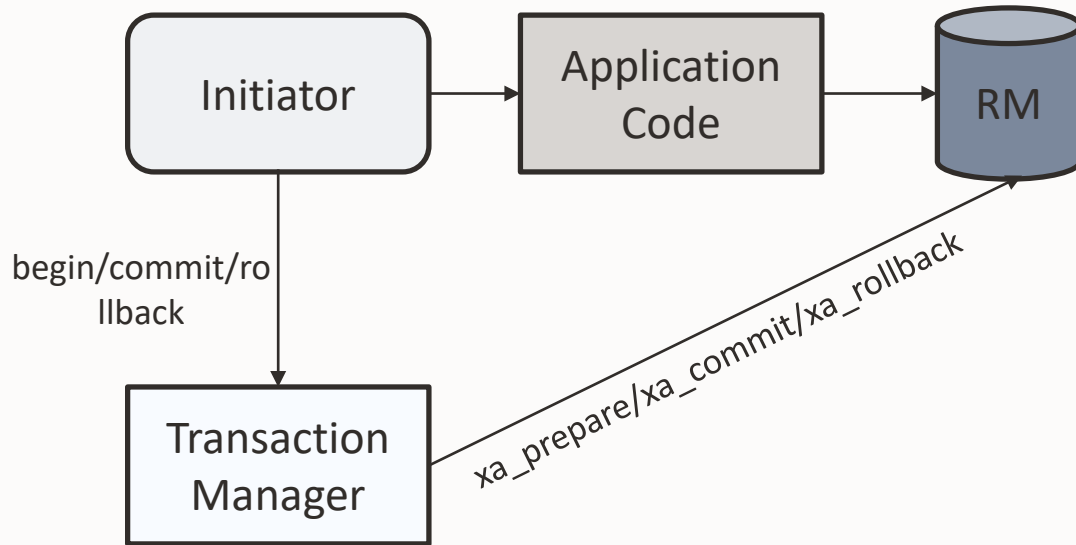 Initiator
Application
Code
RM
begin/commit/ro
llback
xa_prepare/xa_commit/xa_rollback
Transaction
Manager